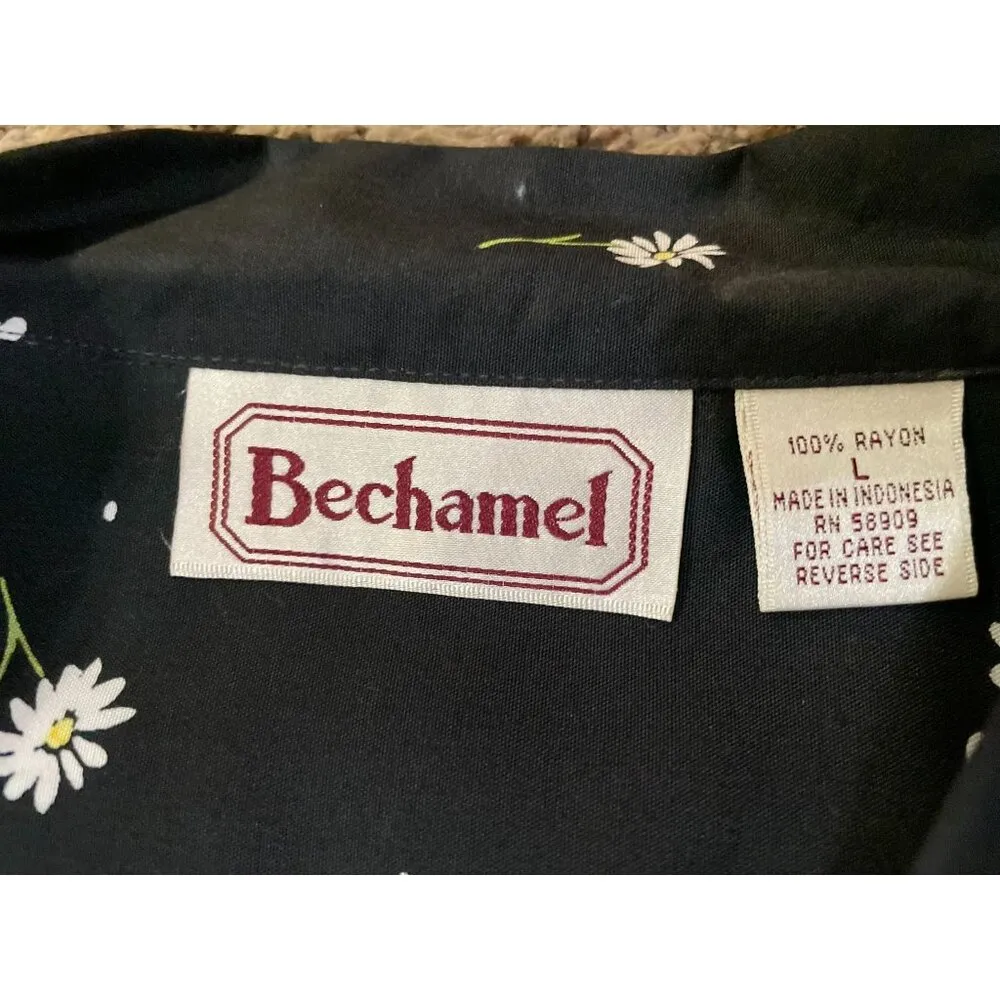 Bechamel
100% RAYON
L
MADE IN INDONESIA
RN 58909
FOR CARE SEE
REVERSE SIDE